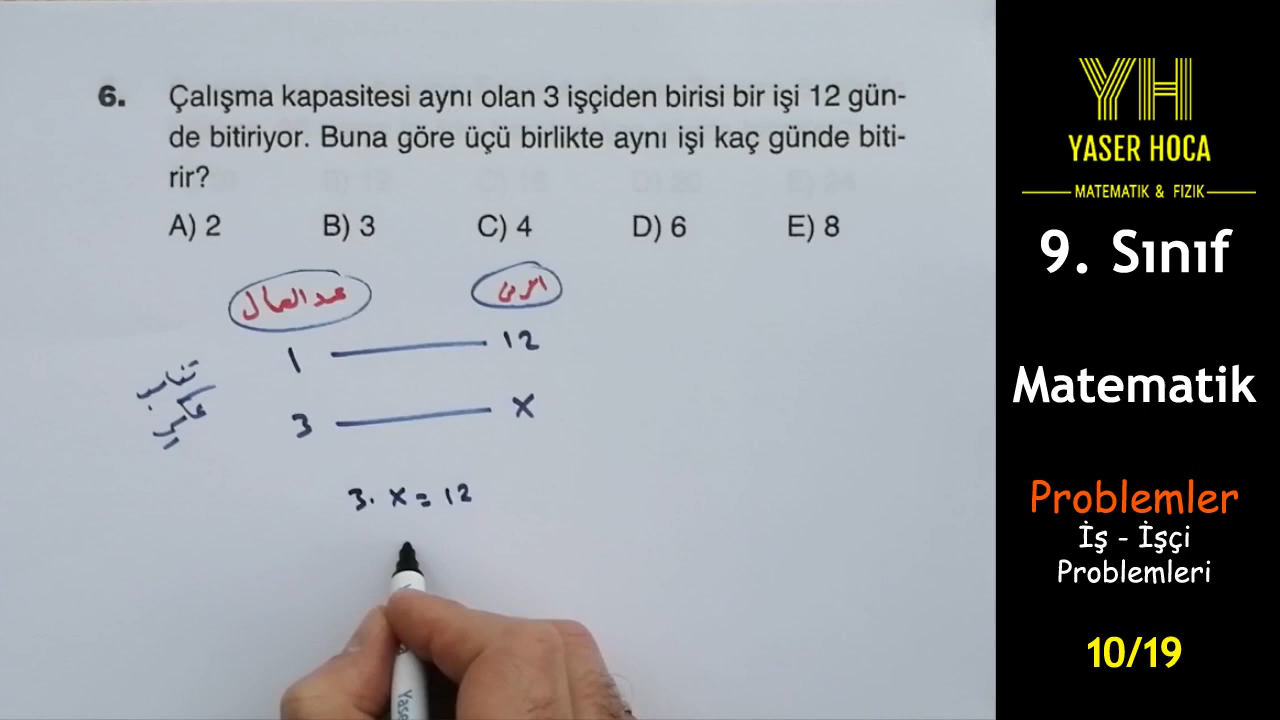 6. Çalışma kapasitesi aynı olan 3 işçiden birisi bir işi 12 gün-
de bitiriyor. Buna göre üçü birlikte aynı işi kaç günde biti-
rir?
A) 2 B) 3 C) 4 D) 6 E) 8
عدد العمال
1 12
تناسب
عكسي
3 x
3. x = 12
YH
YASER HOCA
MATEMATIK & FIZIK
9. Sınıf
Matematik
Problemler
İş - İşçi
Problemleri
10/19